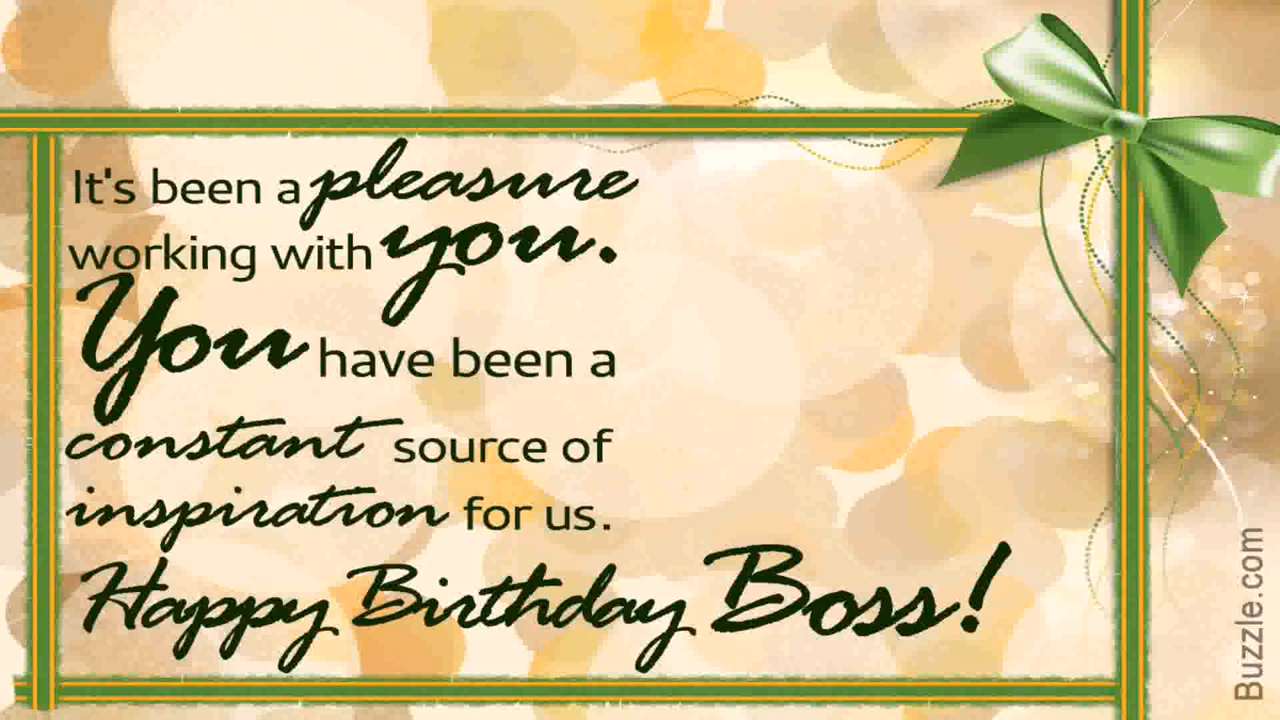 It's been a pleasure
working with you.
You have been a
constant source of
inspiration for us.
Happy Birthday Boss!
Buzzle.com